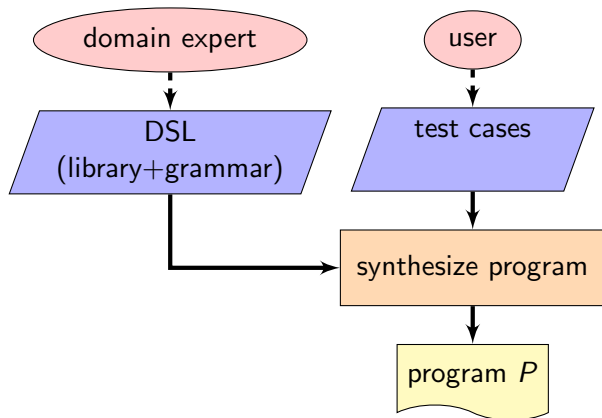 domain expert
user
DSL
(library+grammar)
test cases
synthesize program
program P